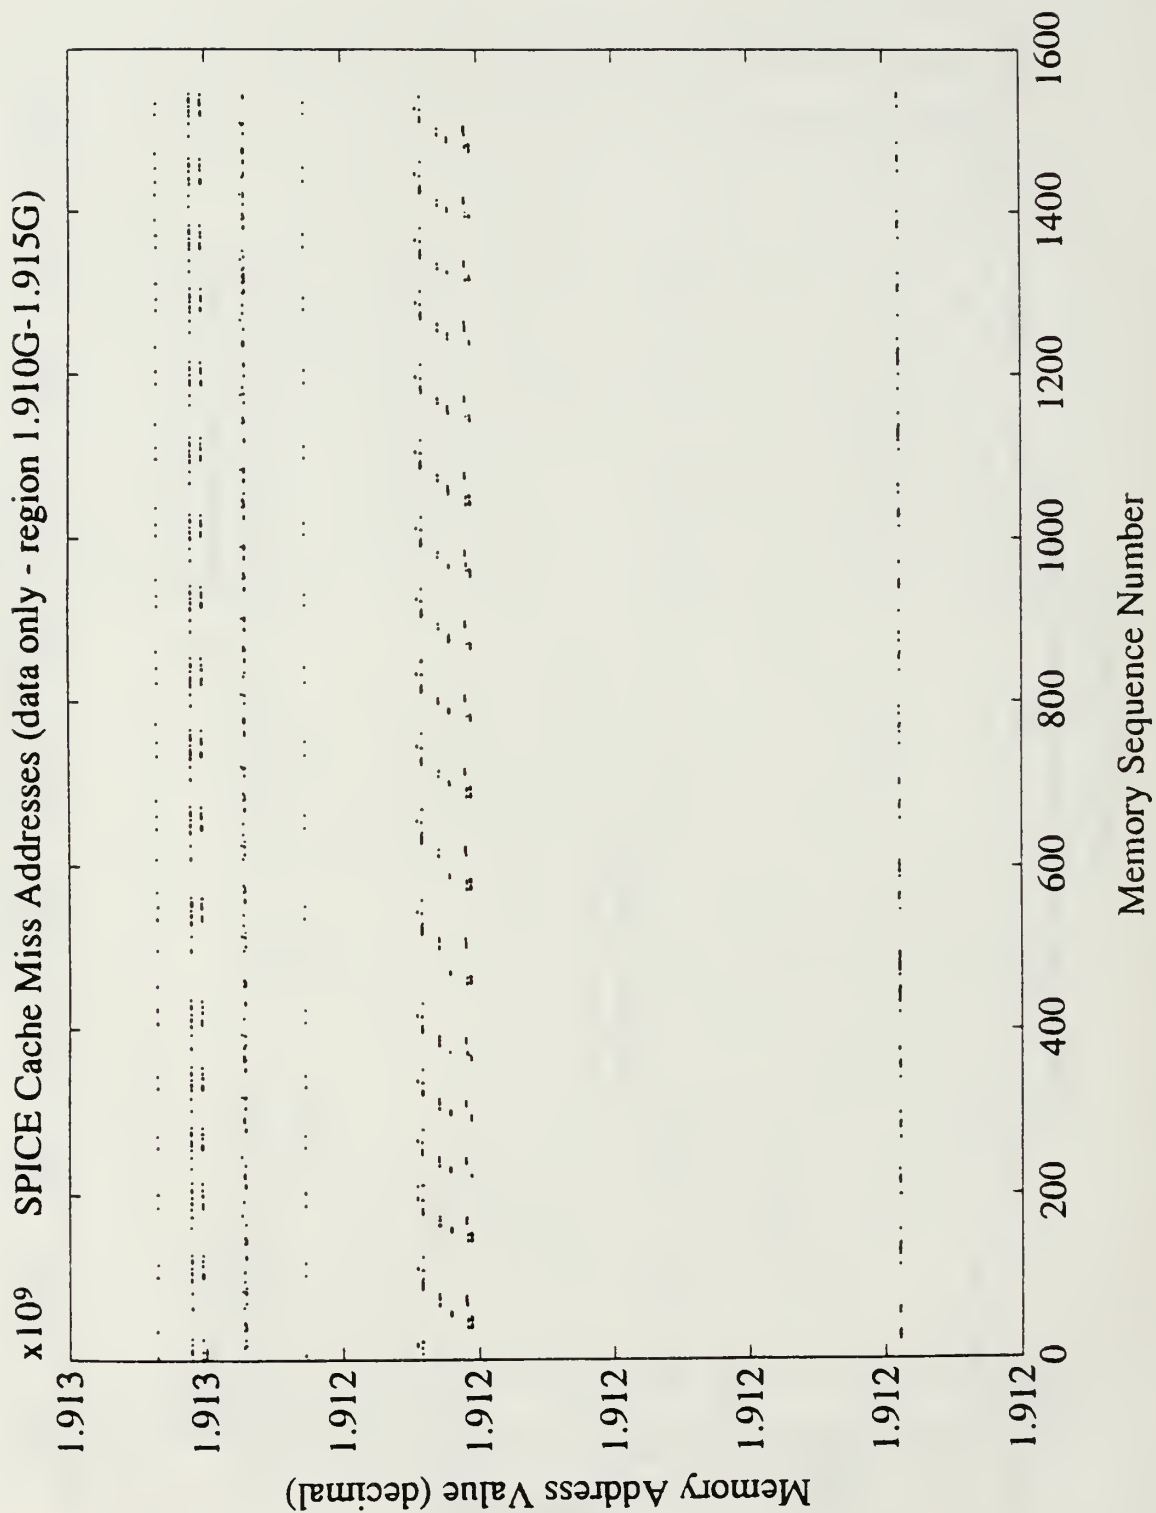 x10⁹ SPICE Cache Miss Addresses (data only - region 1.910G-1.915G)
1.913
1.913
1.912
1.912
1.912
1.912
1.912
1.912
Memory Address Value (decimal)
0 200 400 600 800 1000 1200 1400 1600
Memory Sequence Number